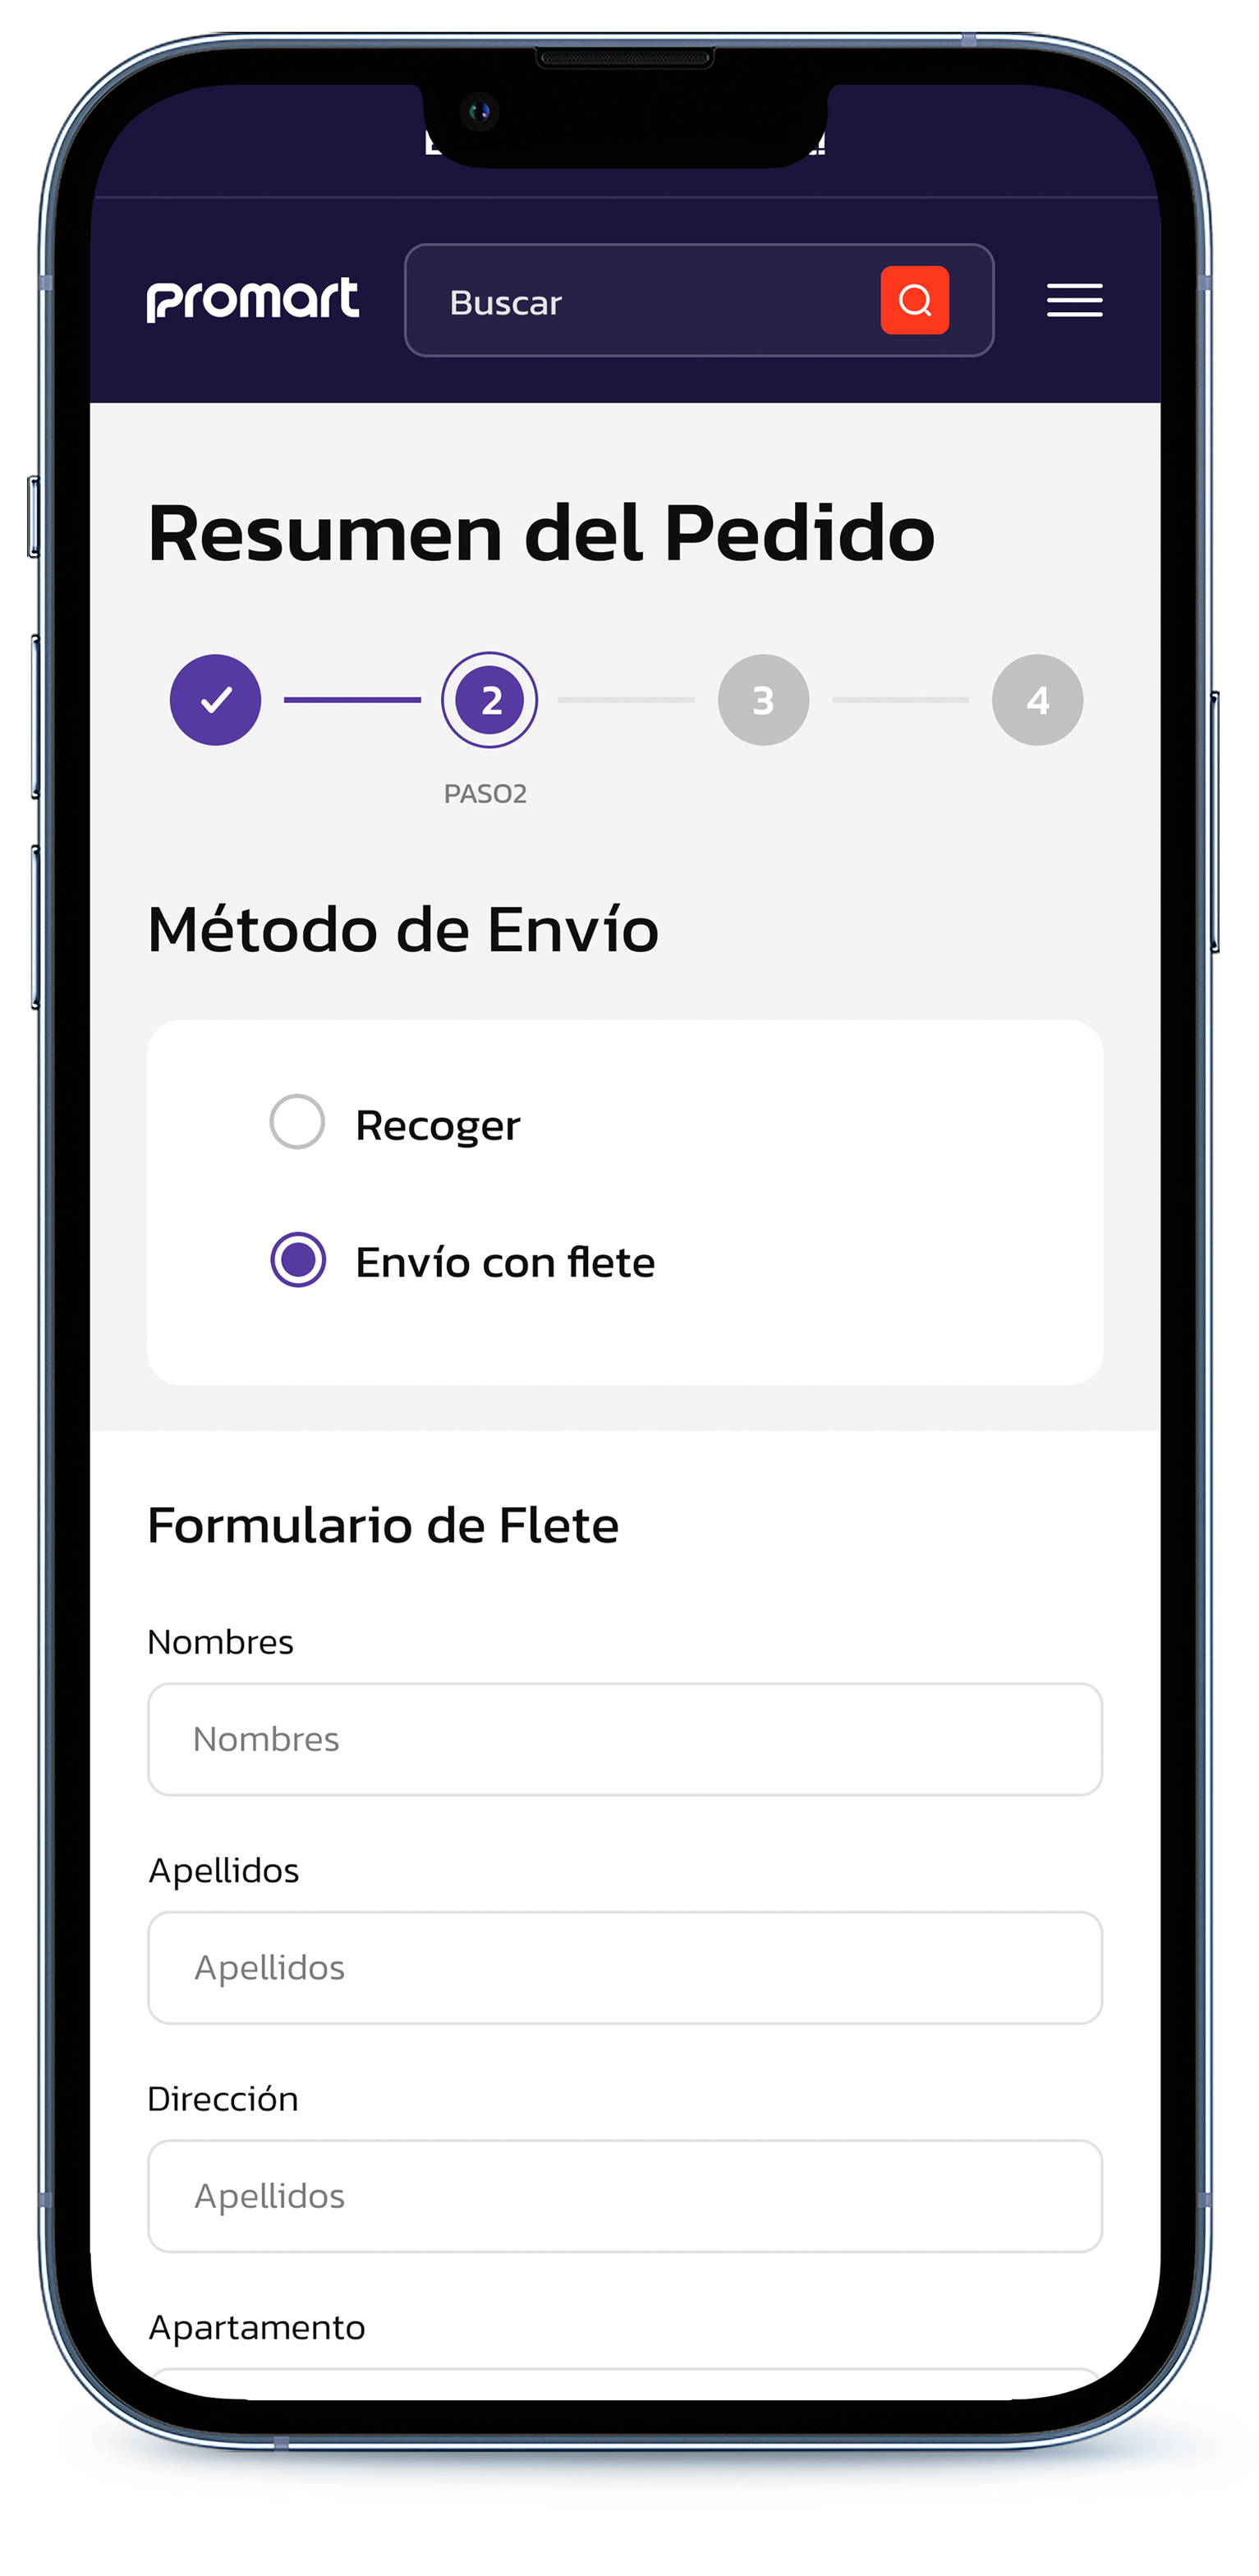 promart
Buscar
Resumen del Pedido
2
3
4
PASO2
Método de Envío
Recoger
Envío con flete
Formulario de Flete
Nombres
Nombres
Apellidos
Apellidos
Dirección
Apellidos
Apartamento